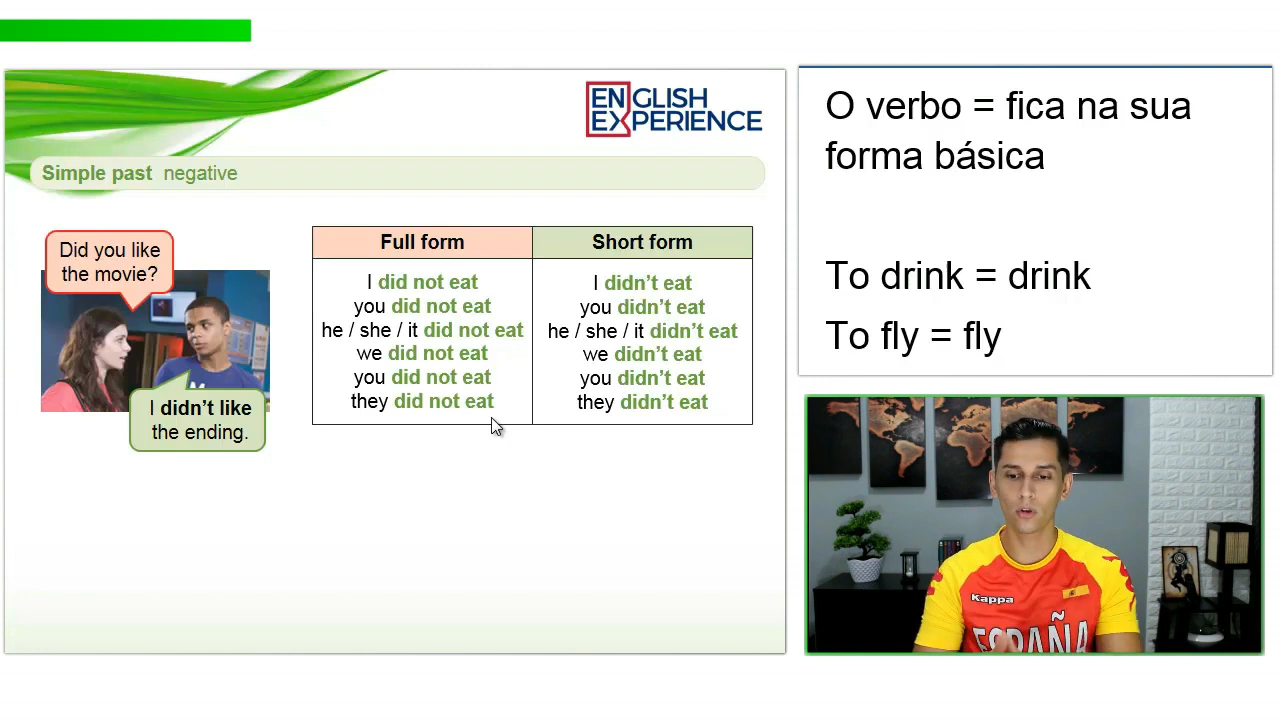 ENGLISH
EXPERIENCE
Simple past negative
Did you like
the movie?
I didn't like
the ending.
Full form
I did not eat
you did not eat
he / she / it did not eat
we did not eat
you did not eat
they did not eat
Short form
I didn't eat
you didn't eat
he / she / it didn't eat
we didn't eat
you didn't eat
they didn't eat
O verbo = fica na sua
forma básica
To drink = drink
To fly = fly
Kappa
ESPAÑA